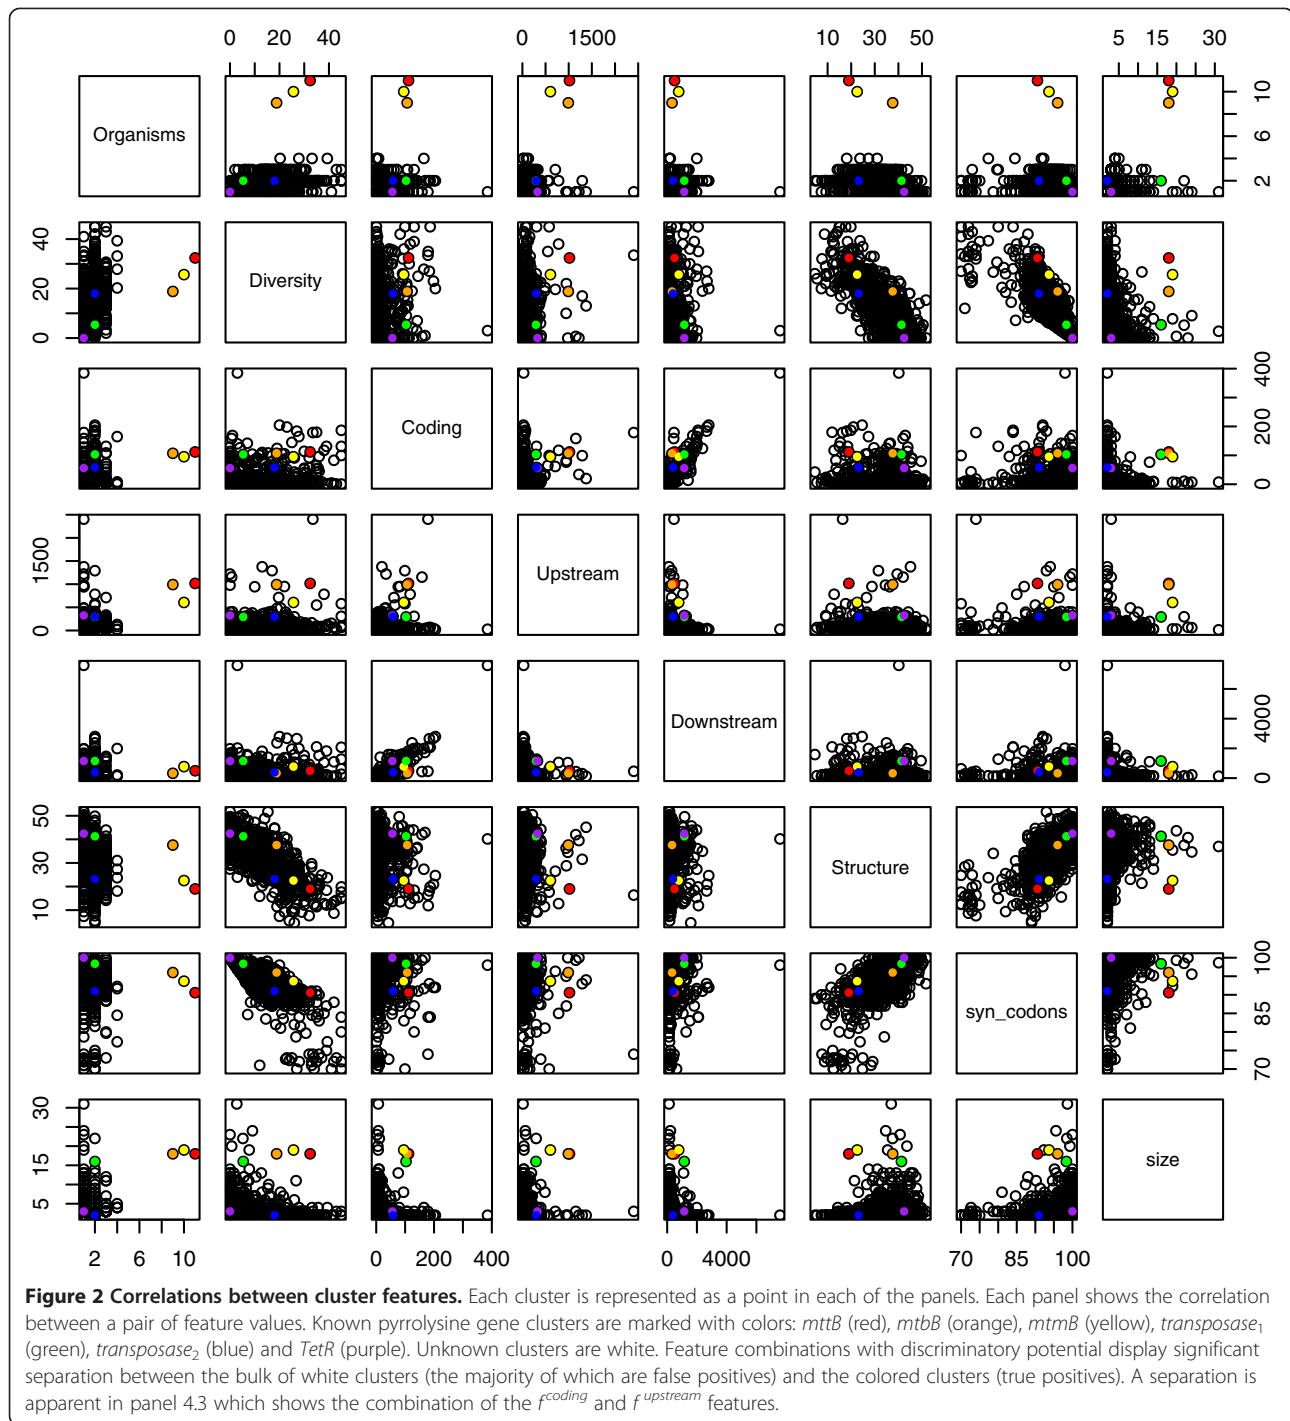 0 20 40 0 1500 10 30 50 5 15 30
Organisms
2 6 10
0 20 40
Diversity
Coding
0 200 400
0 1500
Upstream
Downstream
0 4000
10 30 50
Structure
syn_codons
70 85 100
5 15 30
size
2 6 10 0 200 400 0 4000 70 85 100
Figure 2 Correlations between cluster features. Each cluster is represented as a point in each of the panels. Each panel shows the correlation
between a pair of feature values. Known pyrrolysine gene clusters are marked with colors: mttB (red), mtbB (orange), mtmB (yellow), transposase1
(green), transposase2 (blue) and TetR (purple). Unknown clusters are white. Feature combinations with discriminatory potential display significant
separation between the bulk of white clusters (the majority of which are false positives) and the colored clusters (true positives). A separation is
apparent in panel 4.3 which shows the combination of the f^coding and f^upstream features.